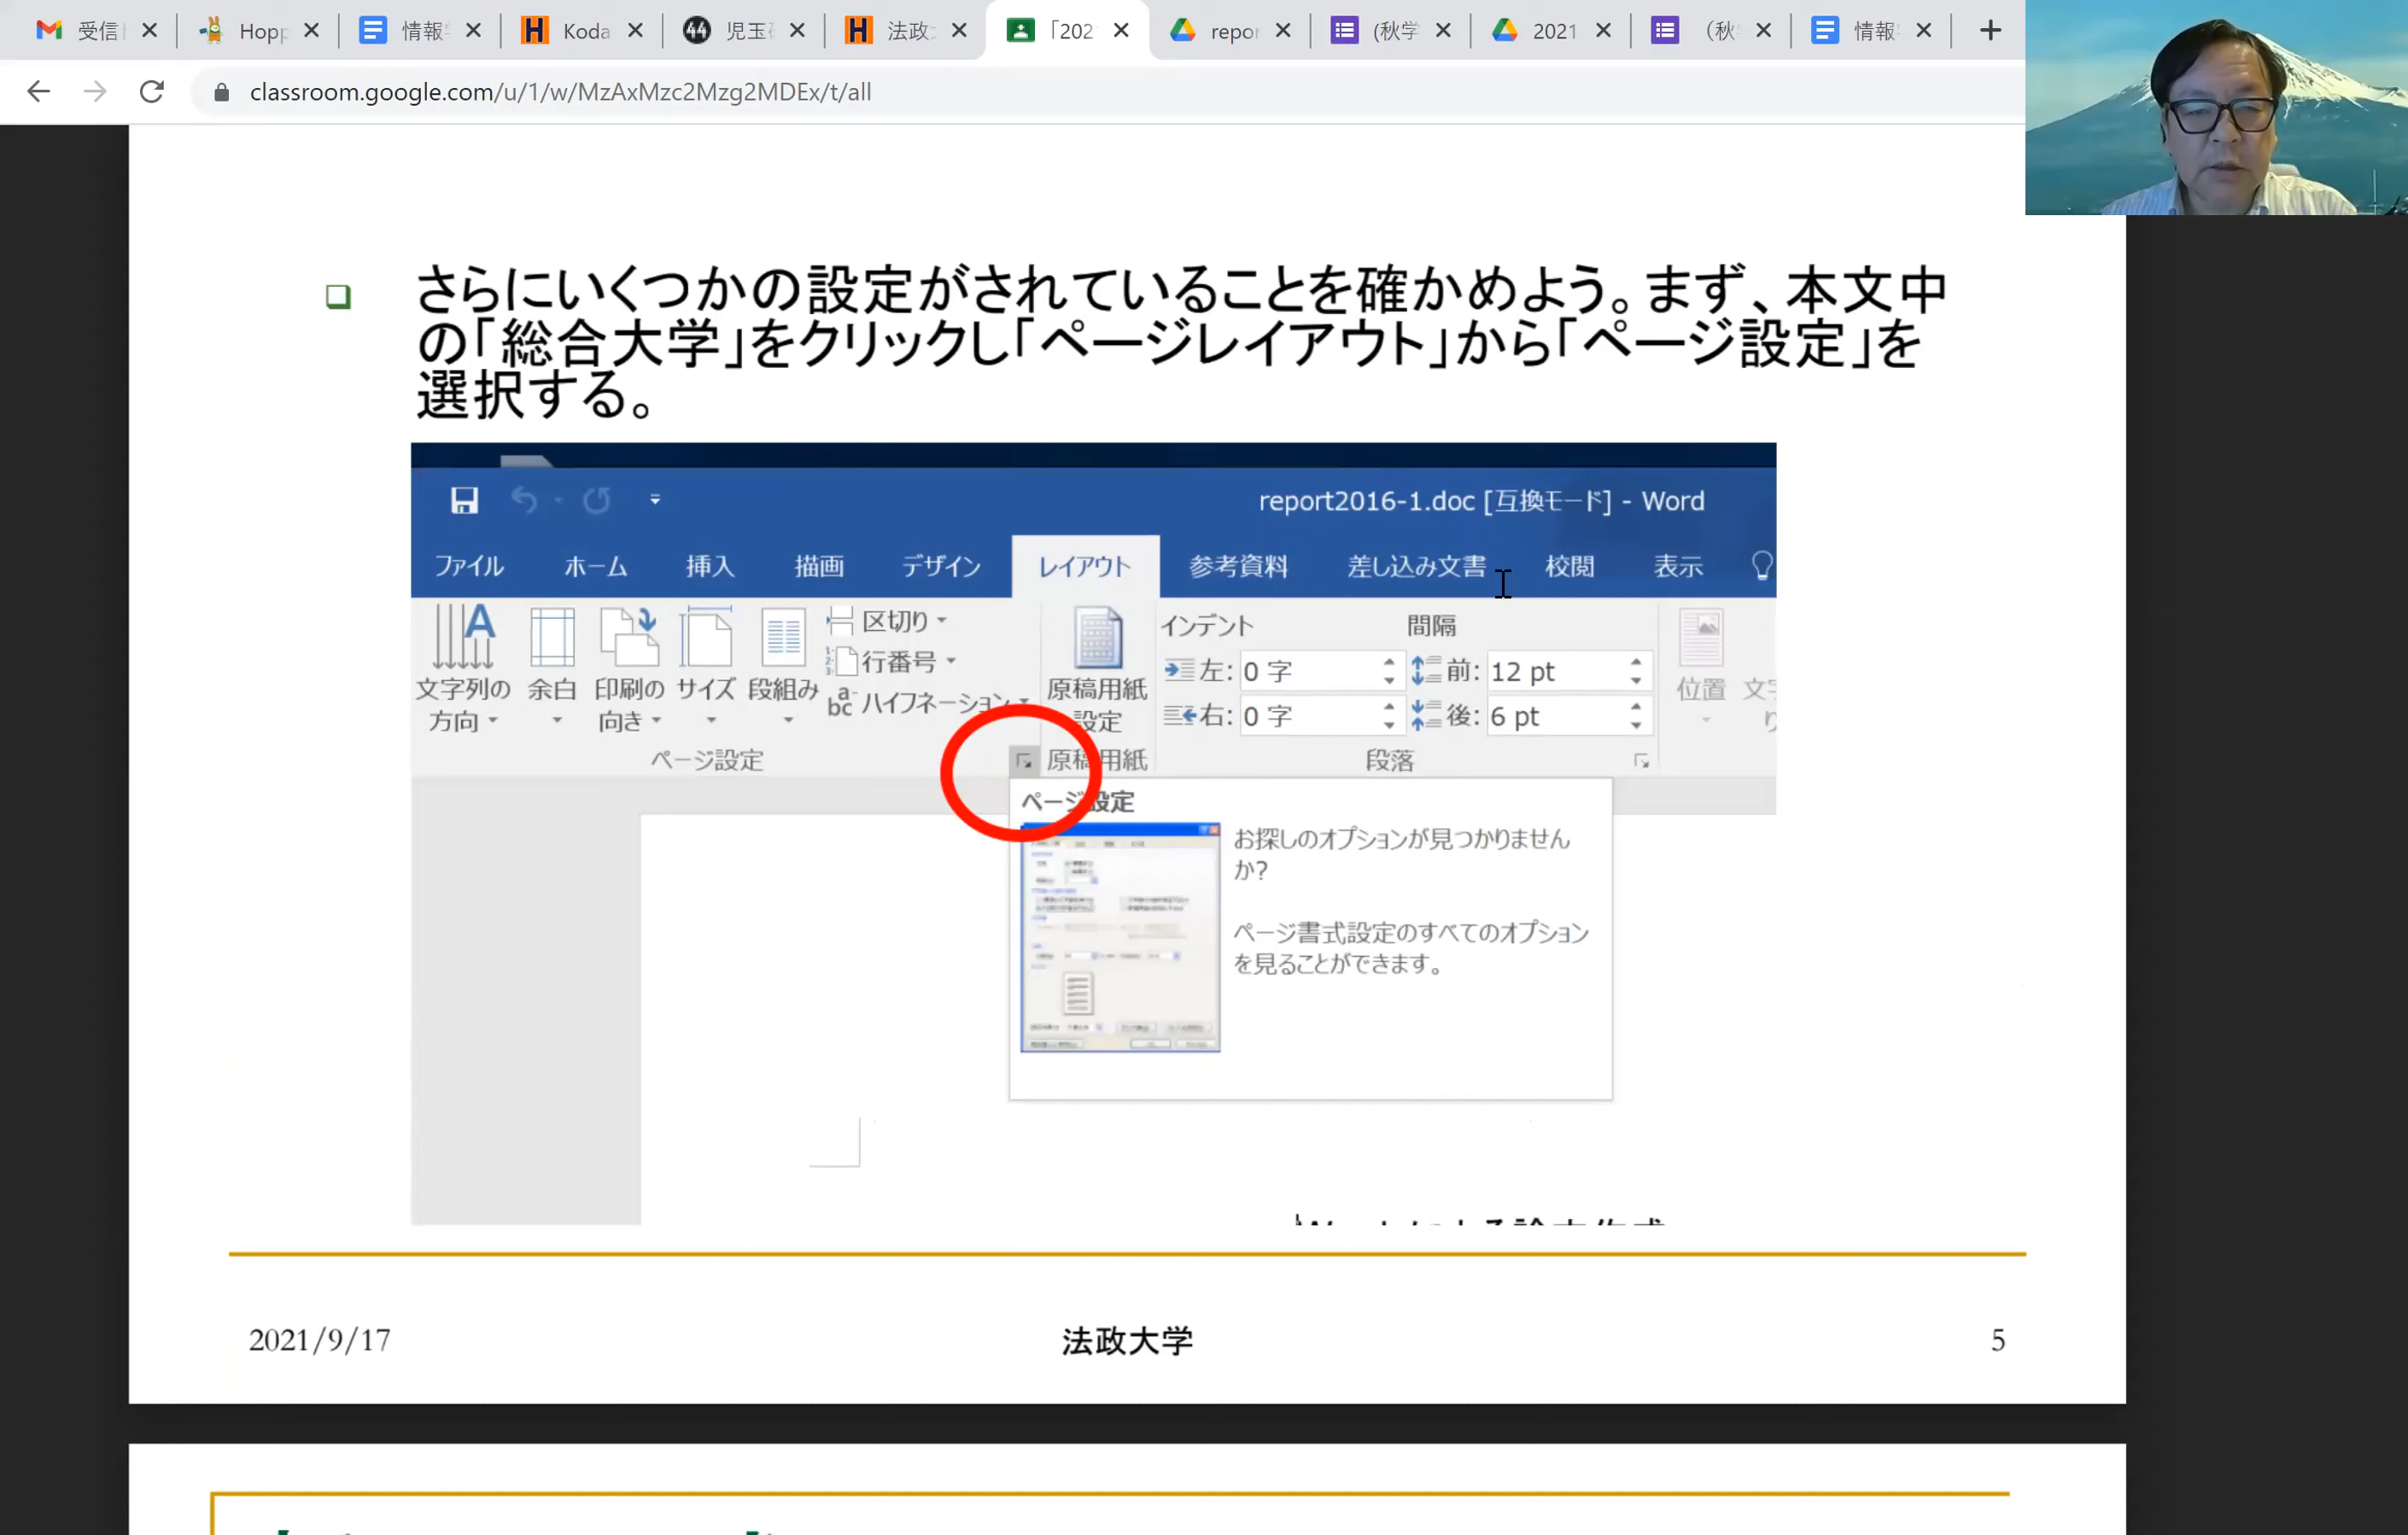 受信
Hopp
情報
Koda
児玉
法政
「202
repor
(秋学
2021
(秋
情報
classroom.google.com/u/1/w/MzAxMzc2Mzg2MDEx/t/all
さらにいくつかの設定がされていることを確かめよう。まず、本文中
の「総合大学」をクリックし「ページレイアウト」から「ページ設定」を
選択する。
report2016-1.doc [互換モード] - Word
ファイル ホーム 挿入 描画 デザイン レイアウト 参考資料 差し込み文書 校閲 表示
文字列の方向 余白 印刷の向き サイズ 段組み
区切り
行番号
ハイフネーション
原稿用紙
設定
インデント 間隔
左: 0 字 前: 12 pt
右: 0 字 後: 6 pt
位置
ページ設定 原稿用紙 段落
ページ設定
お探しのオプションが見つかりません
か?
ページ書式設定のすべてのオプション
を見ることができます。
2021/9/17 法政大学 5